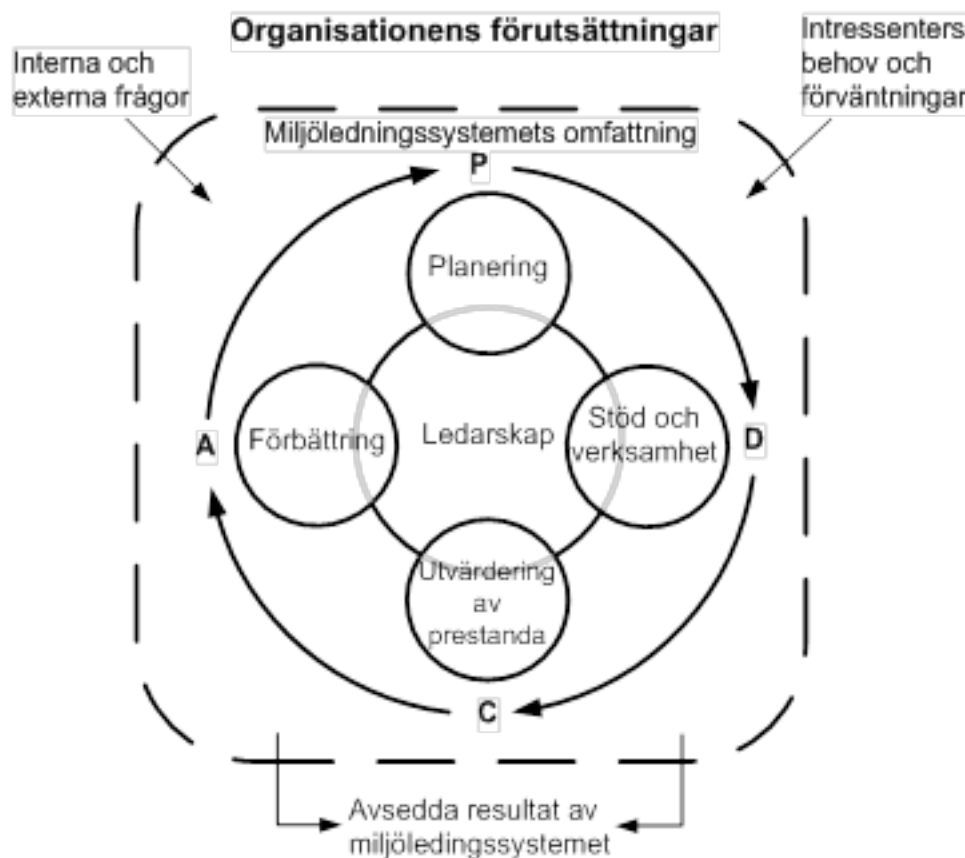 Organisationens förutsättningar
Interna och
externa frågor
Intressenters
behov och
förväntningar
Miljöledningssystemets omfattning
P
Planering
A
Förbättring
Ledarskap
Stöd och
verksamhet
D
Utvärdering
av
prestanda
C
Avsedda resultat av
miljöledingssystemet